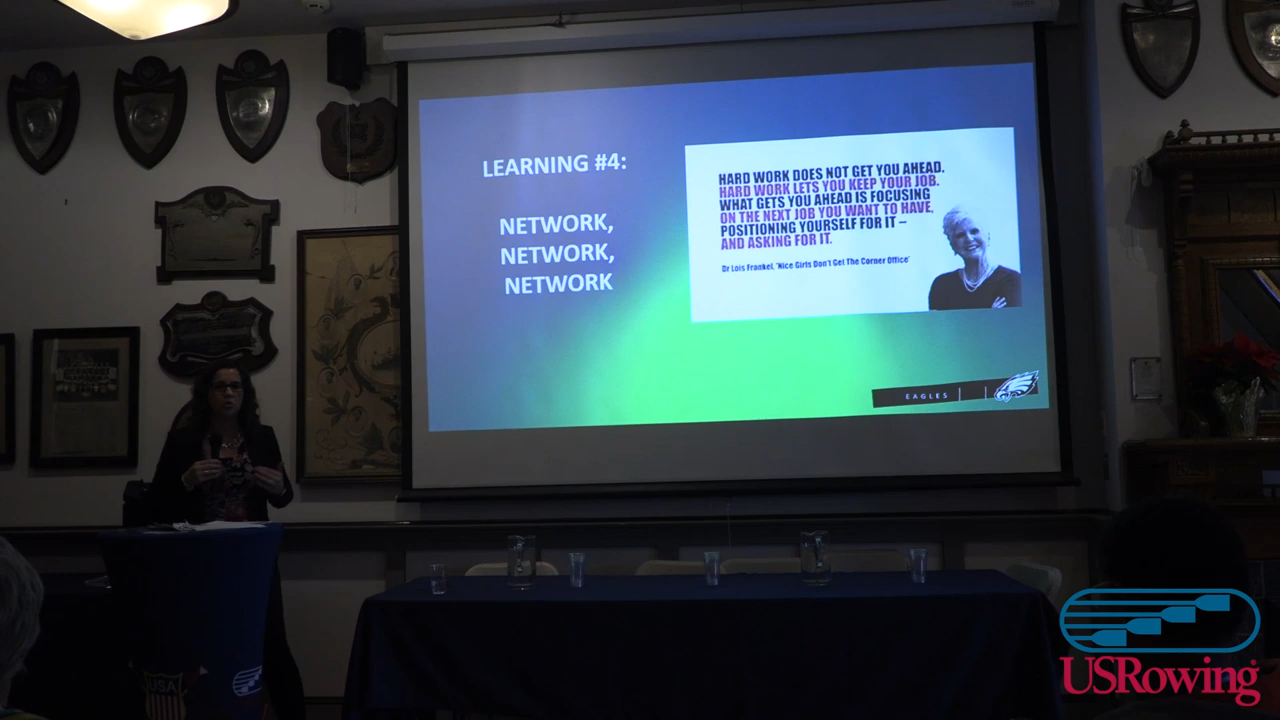 LEARNING #4:
NETWORK,
NETWORK,
NETWORK
HARD WORK DOES NOT GET YOU AHEAD.
HARD WORK LETS YOU KEEP YOUR JOB.
WHAT GETS YOU AHEAD IS FOCUSING
ON THE NEXT JOB YOU WANT TO HAVE,
POSITIONING YOURSELF FOR IT –
AND ASKING FOR IT.
Dr Lois Frankel, 'Nice Girls Don't Get The Corner Office'
EAGLES
USA
USRowing